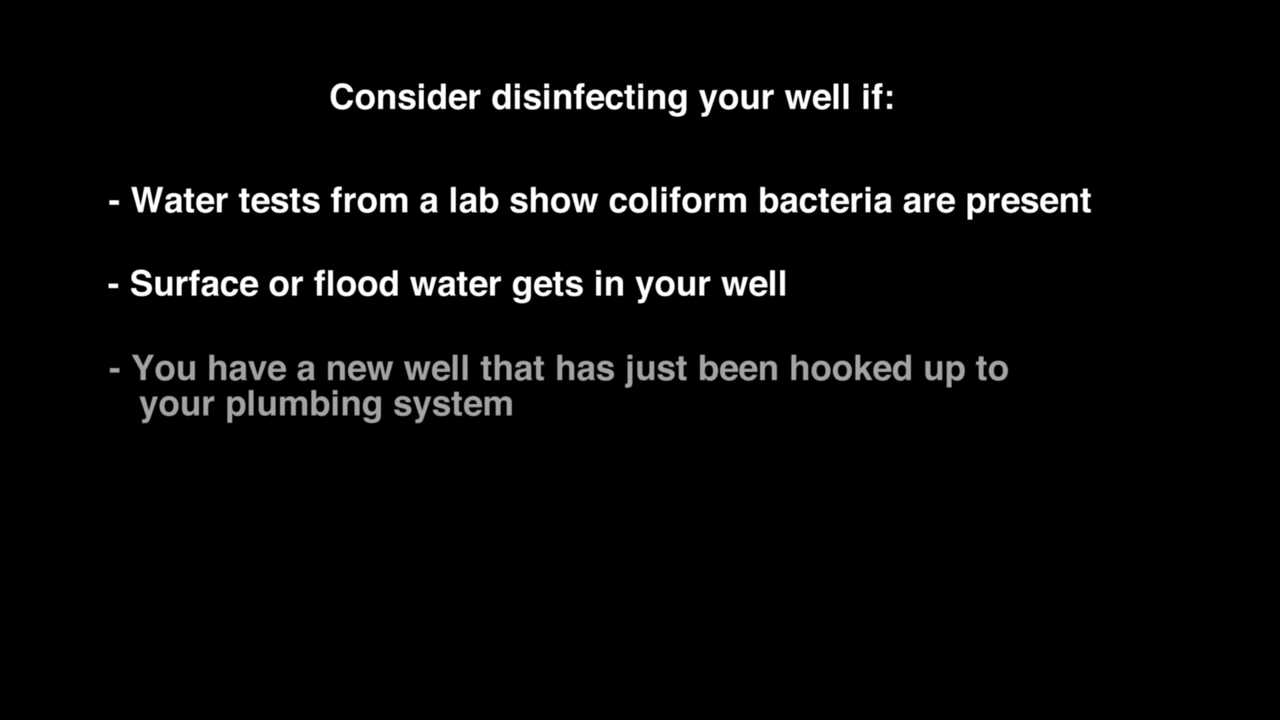 Consider disinfecting your well if:
- Water tests from a lab show coliform bacteria are present
- Surface or flood water gets in your well
- You have a new well that has just been hooked up to
your plumbing system